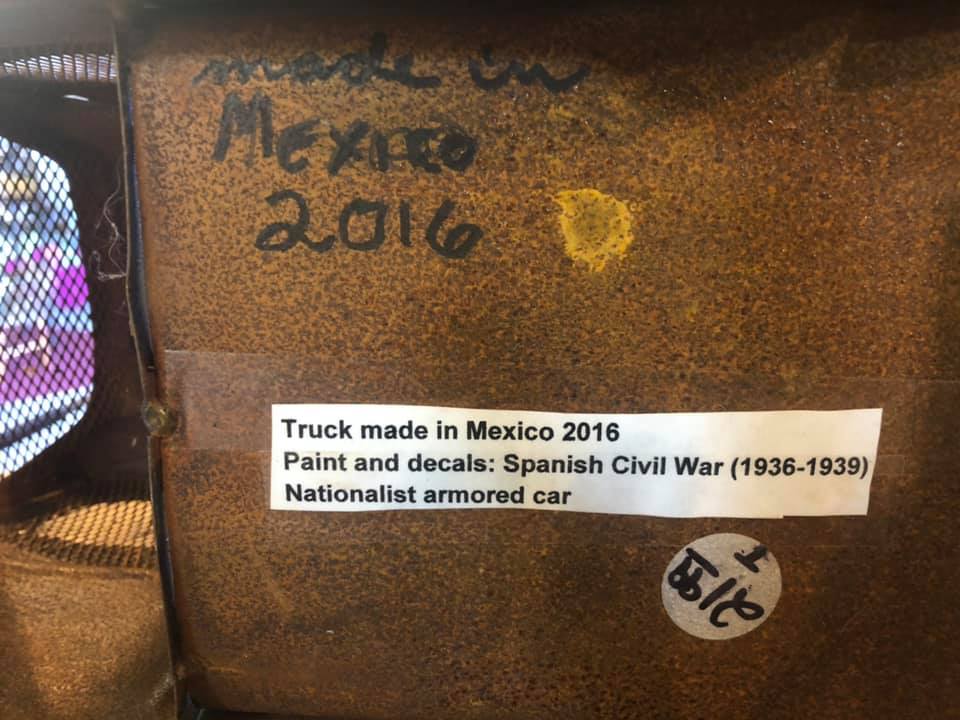 made in
MEXICO
2016
Truck made in Mexico 2016
Paint and decals: Spanish Civil War (1936-1939)
Nationalist armored car